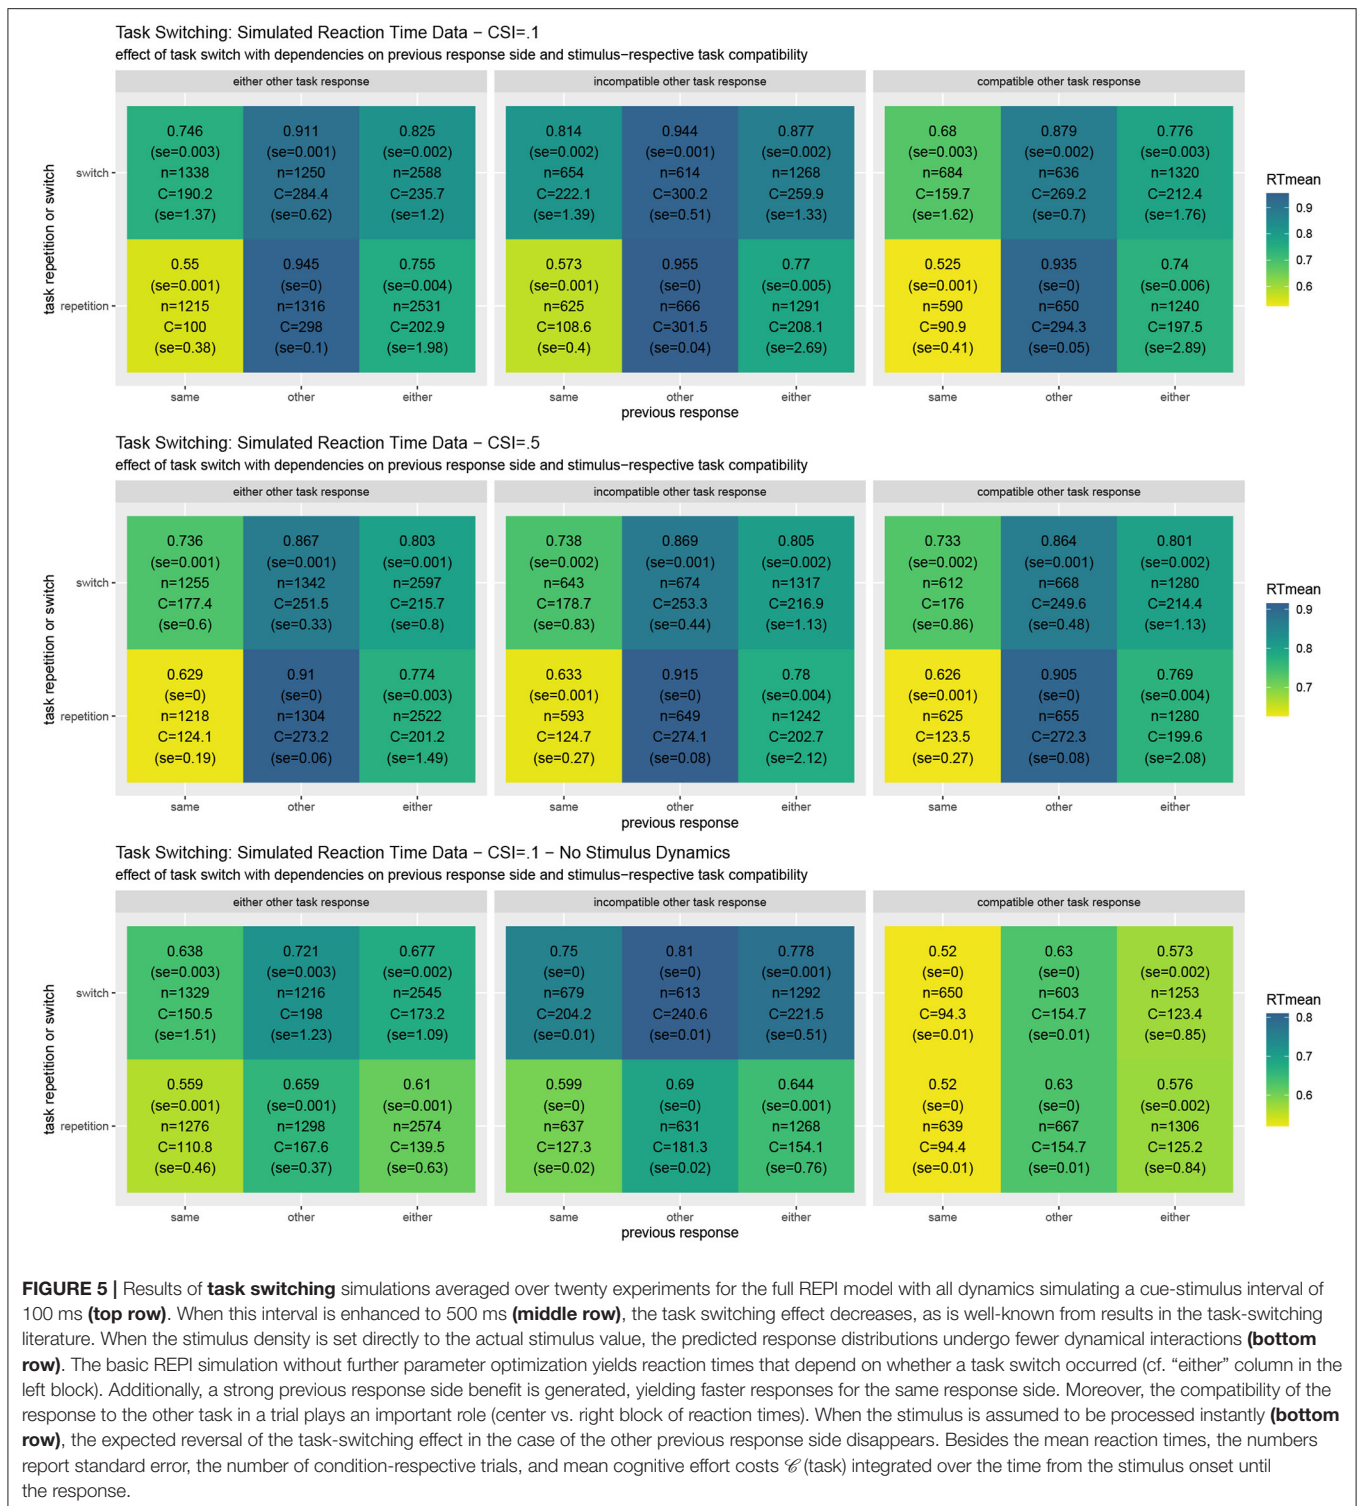 Task Switching: Simulated Reaction Time Data − CSI=.1
effect of task switch with dependencies on previous response side and stimulus−respective task compatibility
either other task response
incompatible other task response
compatible other task response
task repetition or switch
switch
0.746
(se=0.003)
n=1338
C=190.2
(se=1.37)
0.911
(se=0.001)
n=1250
C=284.4
(se=0.62)
0.825
(se=0.002)
n=2588
C=235.7
(se=1.2)
0.814
(se=0.002)
n=654
C=222.1
(se=1.39)
0.944
(se=0.001)
n=614
C=300.2
(se=0.51)
0.877
(se=0.002)
n=1268
C=259.9
(se=1.33)
0.68
(se=0.003)
n=684
C=159.7
(se=1.62)
0.879
(se=0.002)
n=636
C=269.2
(se=0.7)
0.776
(se=0.003)
n=1320
C=212.4
(se=1.76)
repetition
0.55
(se=0.001)
n=1215
C=100
(se=0.38)
0.945
(se=0)
n=1316
C=298
(se=0.1)
0.755
(se=0.004)
n=2531
C=202.9
(se=1.98)
0.573
(se=0.001)
n=625
C=108.6
(se=0.4)
0.955
(se=0)
n=666
C=301.5
(se=0.04)
0.77
(se=0.005)
n=1291
C=208.1
(se=2.69)
0.525
(se=0.001)
n=590
C=90.9
(se=0.41)
0.935
(se=0)
n=650
C=294.3
(se=0.05)
0.74
(se=0.006)
n=1240
C=197.5
(se=2.89)
same
other
either
same
other
either
same
other
either
previous response
RTmean
0.9
0.8
0.7
0.6
Task Switching: Simulated Reaction Time Data − CSI=.5
effect of task switch with dependencies on previous response side and stimulus−respective task compatibility
either other task response
incompatible other task response
compatible other task response
task repetition or switch
switch
0.736
(se=0.001)
n=1255
C=177.4
(se=0.6)
0.867
(se=0.001)
n=1342
C=251.5
(se=0.33)
0.803
(se=0.001)
n=2597
C=215.7
(se=0.8)
0.738
(se=0.002)
n=643
C=178.7
(se=0.83)
0.869
(se=0.001)
n=674
C=253.3
(se=0.44)
0.805
(se=0.002)
n=1317
C=216.9
(se=1.13)
0.733
(se=0.002)
n=612
C=176
(se=0.86)
0.864
(se=0.001)
n=668
C=249.6
(se=0.48)
0.801
(se=0.002)
n=1280
C=214.4
(se=1.13)
repetition
0.629
(se=0)
n=1218
C=124.1
(se=0.19)
0.91
(se=0)
n=1304
C=273.2
(se=0.06)
0.774
(se=0.003)
n=2522
C=201.2
(se=1.49)
0.633
(se=0.001)
n=593
C=124.7
(se=0.27)
0.915
(se=0)
n=649
C=274.1
(se=0.08)
0.78
(se=0.004)
n=1242
C=202.7
(se=2.12)
0.626
(se=0.001)
n=625
C=123.5
(se=0.27)
0.905
(se=0)
n=655
C=272.3
(se=0.08)
0.769
(se=0.004)
n=1280
C=199.6
(se=2.08)
same
other
either
same
other
either
same
other
either
previous response
RTmean
0.9
0.8
0.7
Task Switching: Simulated Reaction Time Data − CSI=.1 − No Stimulus Dynamics
effect of task switch with dependencies on previous response side and stimulus−respective task compatibility
either other task response
incompatible other task response
compatible other task response
task repetition or switch
switch
0.638
(se=0.003)
n=1329
C=150.5
(se=1.51)
0.721
(se=0.003)
n=1216
C=198
(se=1.23)
0.677
(se=0.002)
n=2545
C=173.2
(se=1.09)
0.75
(se=0)
n=679
C=204.2
(se=0.01)
0.81
(se=0)
n=613
C=240.6
(se=0.01)
0.778
(se=0.001)
n=1292
C=221.5
(se=0.51)
0.52
(se=0)
n=650
C=94.3
(se=0.01)
0.63
(se=0)
n=603
C=154.7
(se=0.01)
0.573
(se=0.002)
n=1253
C=123.4
(se=0.85)
repetition
0.559
(se=0.001)
n=1276
C=110.8
(se=0.46)
0.659
(se=0.001)
n=1298
C=167.6
(se=0.37)
0.61
(se=0.001)
n=2574
C=139.5
(se=0.63)
0.599
(se=0)
n=637
C=127.3
(se=0.02)
0.69
(se=0)
n=631
C=181.3
(se=0.02)
0.644
(se=0.001)
n=1268
C=154.1
(se=0.76)
0.52
(se=0)
n=639
C=94.4
(se=0.01)
0.63
(se=0)
n=667
C=154.7
(se=0.01)
0.576
(se=0.002)
n=1306
C=125.2
(se=0.84)
same
other
either
same
other
either
same
other
either
previous response
RTmean
0.8
0.7
0.6
FIGURE 5 | Results of task switching simulations averaged over twenty experiments for the full REPI model with all dynamics simulating a cue-stimulus interval of
100 ms (top row). When this interval is enhanced to 500 ms (middle row), the task switching effect decreases, as is well-known from results in the task-switching
literature. When the stimulus density is set directly to the actual stimulus value, the predicted response distributions undergo fewer dynamical interactions (bottom
row). The basic REPI simulation without further parameter optimization yields reaction times that depend on whether a task switch occurred (cf. “either” column in the
left block). Additionally, a strong previous response side benefit is generated, yielding faster responses for the same response side. Moreover, the compatibility of the
response to the other task in a trial plays an important role (center vs. right block of reaction times). When the stimulus is assumed to be processed instantly (bottom
row), the expected reversal of the task-switching effect in the case of the other previous response side disappears. Besides the mean reaction times, the numbers
report standard error, the number of condition-respective trials, and mean cognitive effort costs 𝒞 (task) integrated over the time from the stimulus onset until
the response.